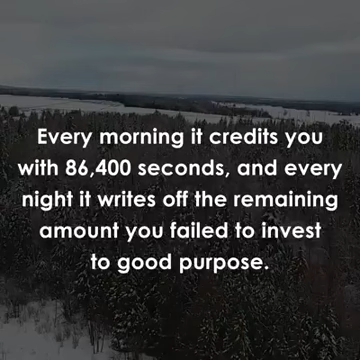 Every morning it credits you
with 86,400 seconds, and every
night it writes off the remaining
amount you failed to invest
to good purpose.